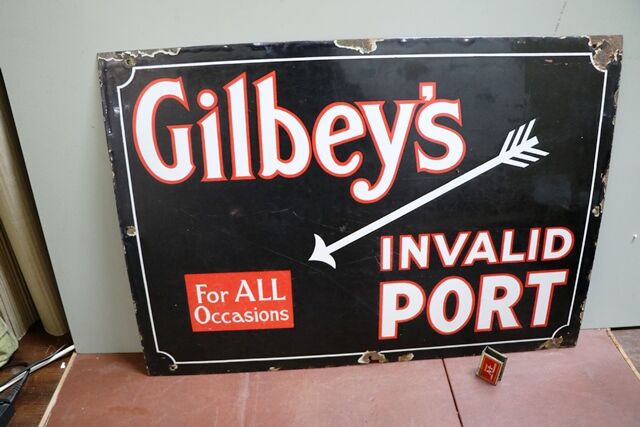 Gilbey's
INVALID
PORT
For ALL
Occasions